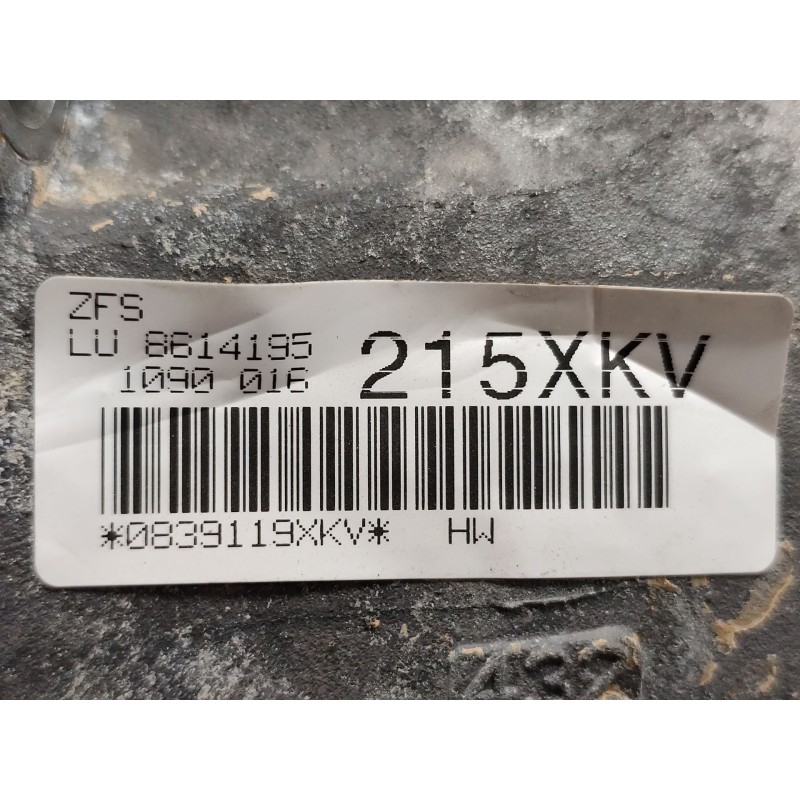 ZFS
LU 8614195
1090 016
215XKV
*0839119XKV* HW